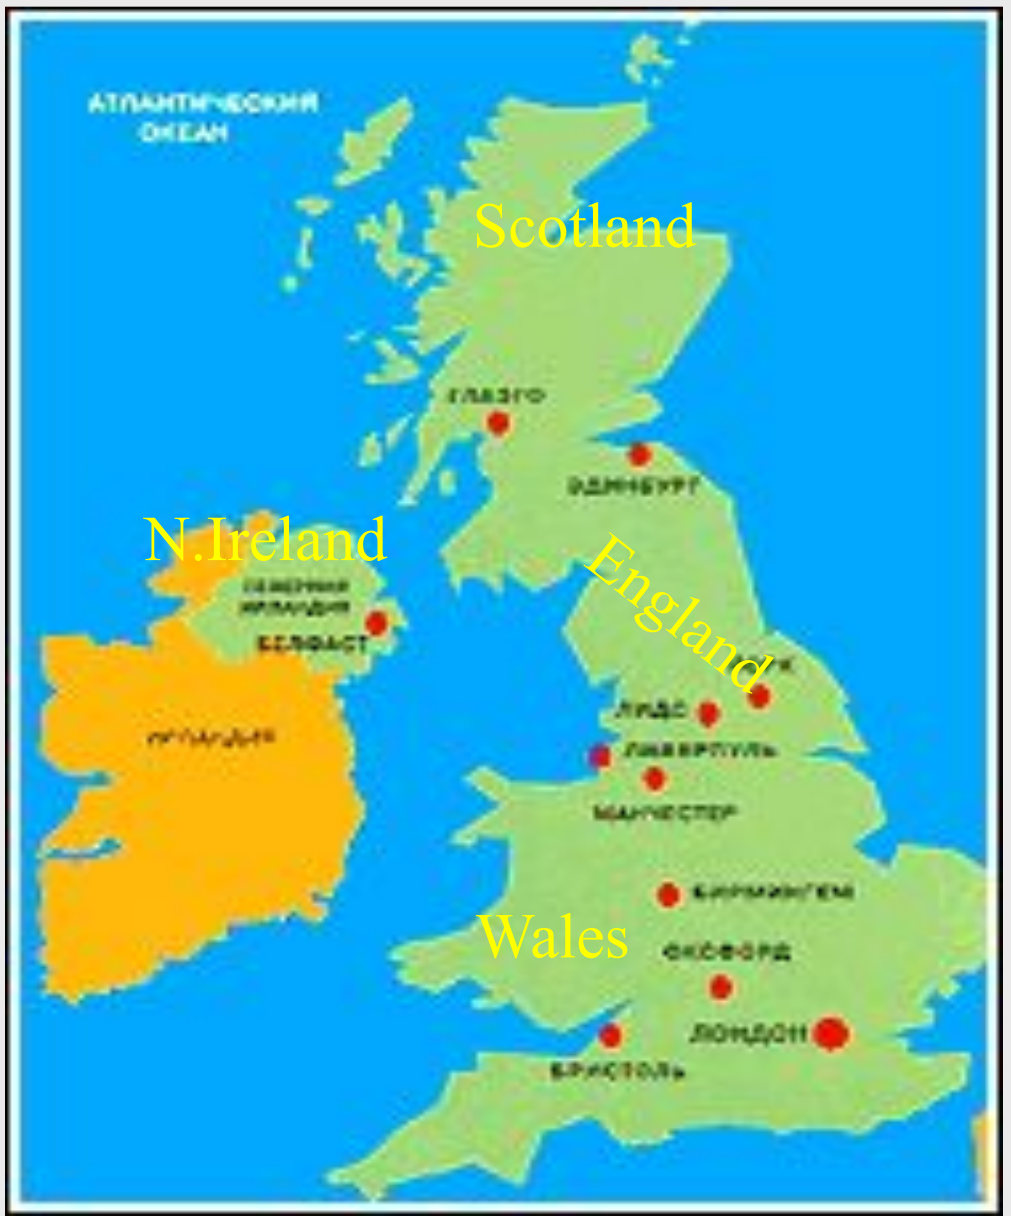 АТЛАНТИЧЕСКИЙ
ОКЕАН
Scotland
ГЛАЗГО
ЭДИНБУРГ
N.Ireland
England
СЕВЕРНАЯ
ИРЛАНДИЯ
БЕЛФАСТ
ЛИДС
ИРЛАНДИЯ
ЛИВЕРПУЛЬ
МАНЧЕСТЕР
БИРМИНГЕМ
Wales
ОКСФОРД
ЛОНДОН
БРИСТОЛЬ